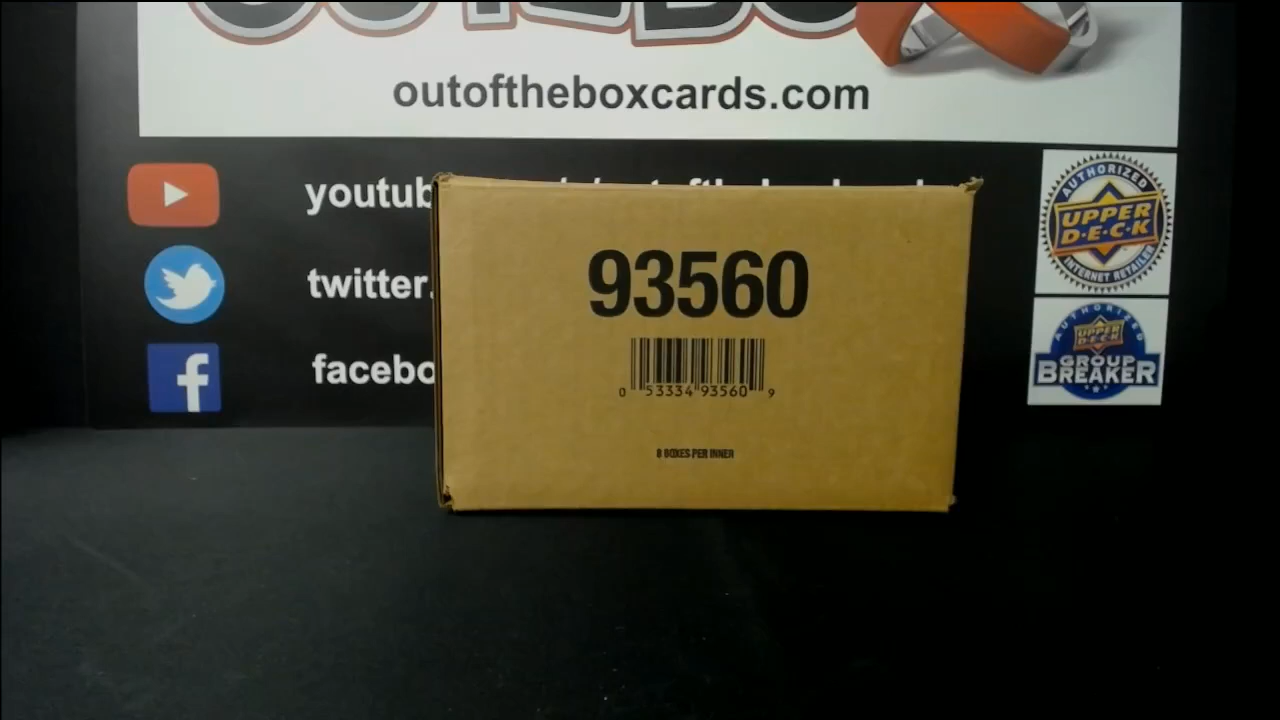 outoftheboxcards.com
youtub
twitter.
facebo
93560
0 53334 93560 9
8 BOXES PER INNER
AUTHORIZED
UPPER
D·E·C·K
INTERNET RETAILER
AUTHORIZED
UPPER
DECK
GROUP
BREAKER